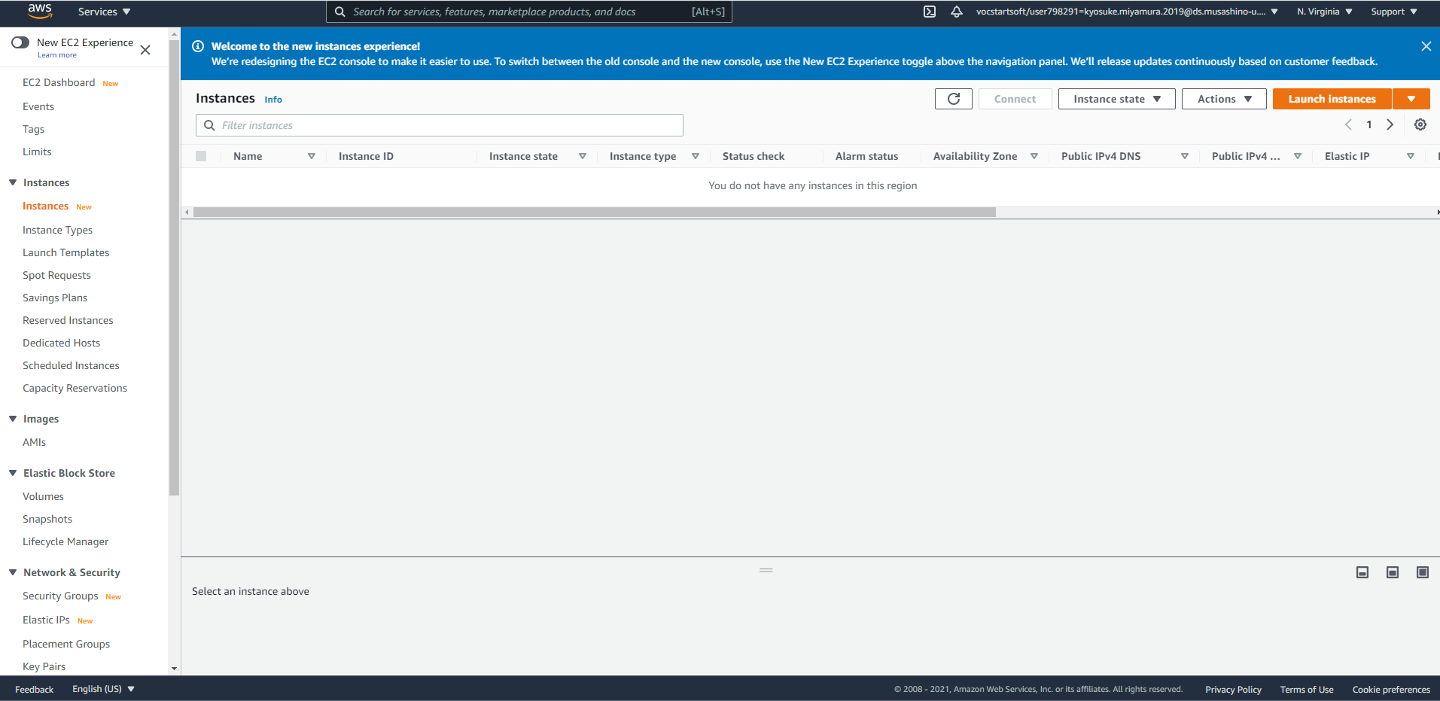 aws
Services
Search for services, features, marketplace products, and docs
[Alt+S]
vocstartsoft/user798291=kyosuke.miyamura.2019@ds.musashino-u....
N. Virginia
Support
New EC2 Experience
Learn more
EC2 Dashboard New
Events
Tags
Limits
Instances
Instances New
Instance Types
Launch Templates
Spot Requests
Savings Plans
Reserved Instances
Dedicated Hosts
Scheduled Instances
Capacity Reservations
Images
AMIs
Elastic Block Store
Volumes
Snapshots
Lifecycle Manager
Network & Security
Security Groups New
Elastic IPs New
Placement Groups
Key Pairs
Welcome to the new instances experience!
We're redesigning the EC2 console to make it easier to use. To switch between the old console and the new console, use the New EC2 Experience toggle above the navigation panel. We'll release updates continuously based on customer feedback.
Instances Info
Connect
Instance state
Actions
Launch instances
Filter instances
1
Name
Instance ID
Instance state
Instance type
Status check
Alarm status
Availability Zone
Public IPv4 DNS
Public IPv4 ...
Elastic IP
You do not have any instances in this region
Select an instance above
Feedback
English (US)
© 2008 - 2021, Amazon Web Services, Inc. or its affiliates. All rights reserved.
Privacy Policy
Terms of Use
Cookie preferences